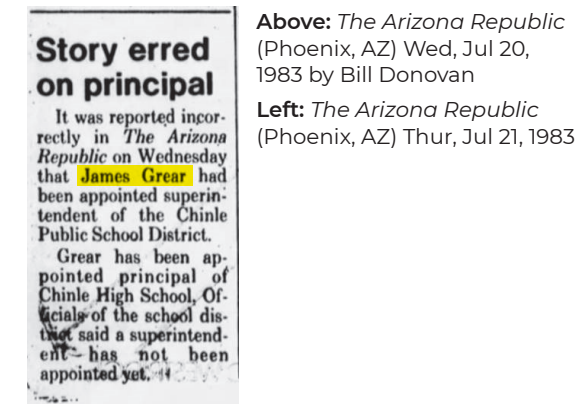 Story erred
on principal
It was reported incor-
rectly in The Arizona
Republic on Wednesday
that James Grear had
been appointed superin-
tendent of the Chinle
Public School District.
Grear has been ap-
pointed principal of
Chinle High School, Of-
ficials of the school dis-
trict said a superintend-
ent has not been
appointed yet.
Above: The Arizona Republic
(Phoenix, AZ) Wed, Jul 20,
1983 by Bill Donovan
Left: The Arizona Republic
(Phoenix, AZ) Thur, Jul 21, 1983